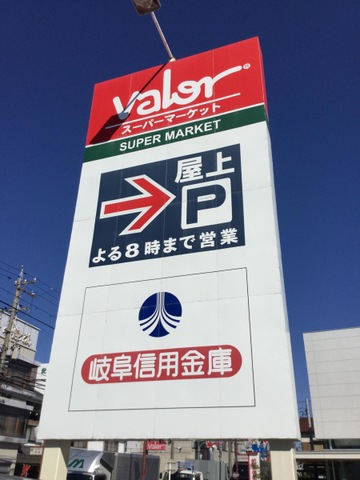 Valor
スーパーマーケット
SUPER MARKET
屋上
P
よる8時まで営業
岐阜信用金庫